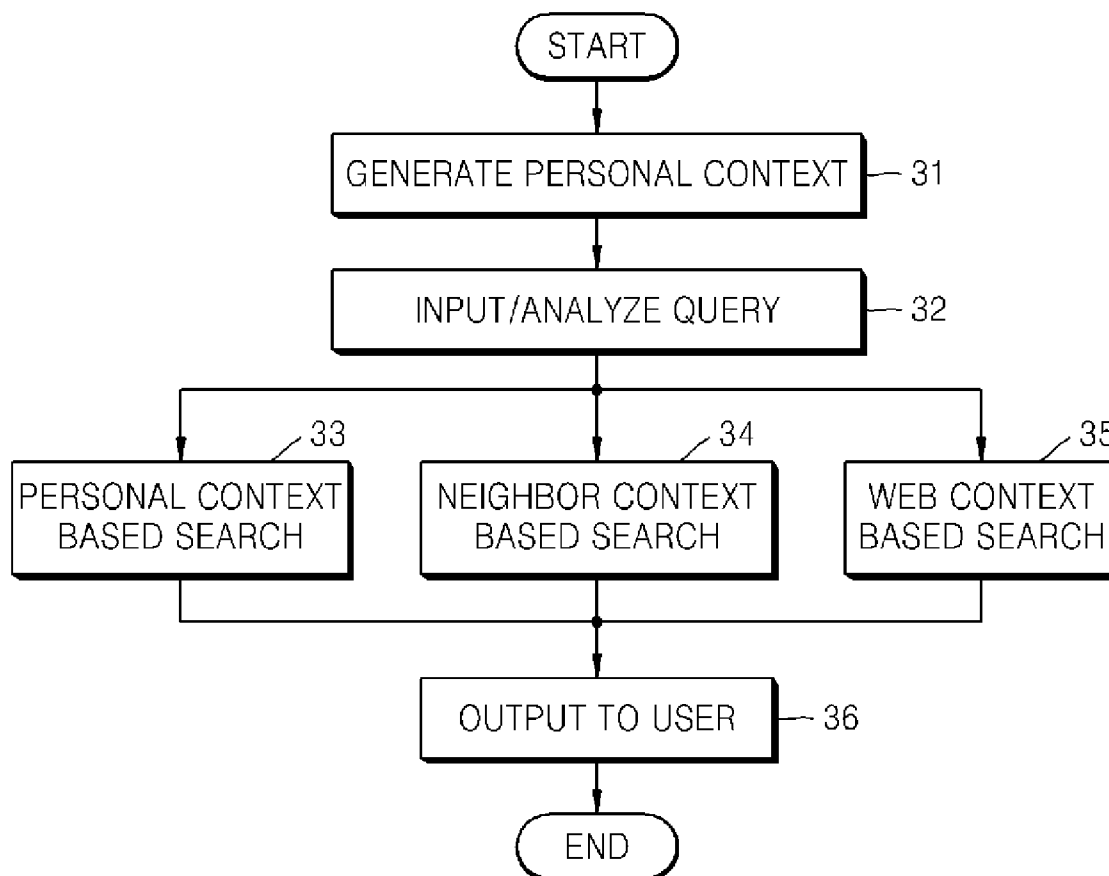 START
GENERATE PERSONAL CONTEXT
31
INPUT/ANALYZE QUERY
32
33
PERSONAL CONTEXT
BASED SEARCH
34
NEIGHBOR CONTEXT
BASED SEARCH
35
WEB CONTEXT
BASED SEARCH
OUTPUT TO USER
36
END